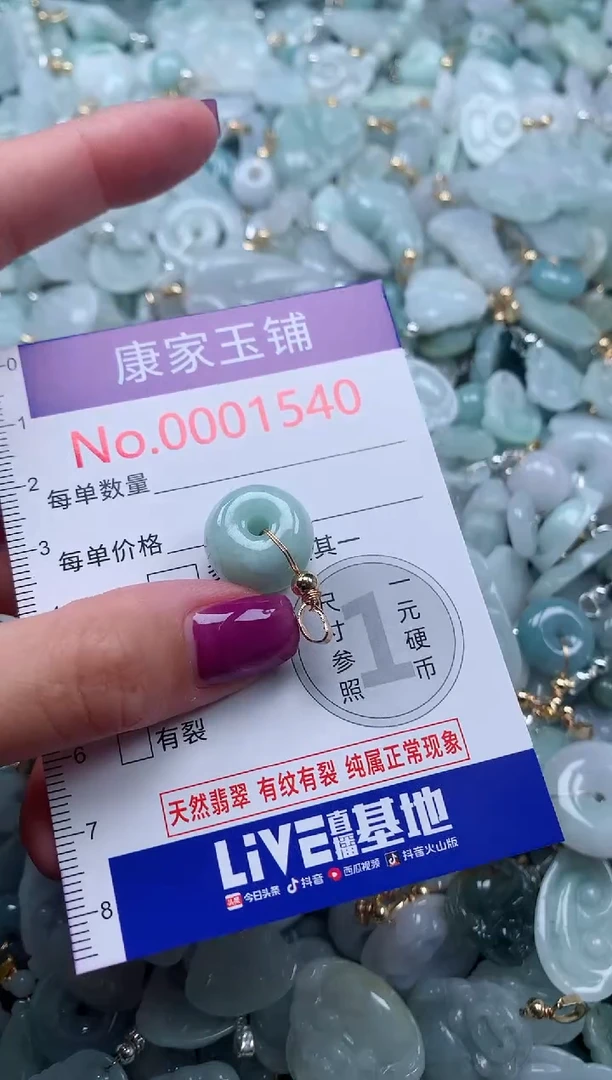 康家玉铺
No.0001540
每单数量
每单价格
其一
尺寸参照
1
一元硬币
有裂
天然翡翠 有纹有裂 纯属正常现象
LiVE直播基地
今日头条 抖音 西瓜视频 抖音火山版
0
1
2
3
6
7
8